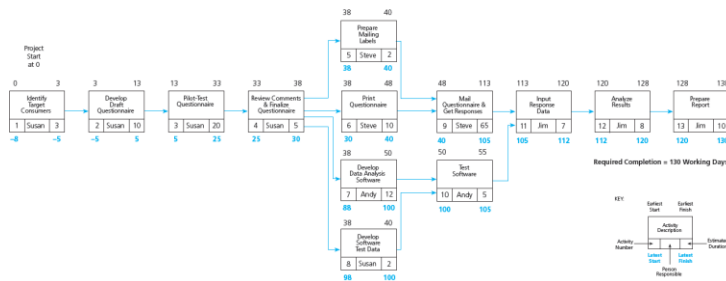 38 40
Prepare
Mailing
Labels
5 Steve 2
38 40
Project
Start
at 0
0 3
Identify
Target
Consumers
1 Susan 3
-8 -5
3 13
Develop
Draft
Questionnaire
2 Susan 10
-5 5
13 33
Pilot-Test
Questionnaire
3 Susan 20
5 25
33 38
Review Comments
& Finalize
Questionnaire
4 Susan 5
25 30
38 48
Print
Questionnaire
6 Steve 10
30 40
48 113
Mail
Questionnaire &
Get Responses
9 Steve 65
40 105
113 120
Input
Response
Data
11 Jim 7
105 112
120 128
Analyze
Results
12 Jim 8
112 120
128 130
Prepare
Report
13 Jim 10
120 130
38 50
Develop
Data Analysis
Software
7 Andy 12
88 100
50 55
Test
Software
10 Andy 5
100 105
38 40
Develop
Software
Test Data
8 Susan 2
98 100
Required Completion = 130 Working Days
KEY:
Earliest Start
Earliest Finish
Activity
Description
Activity
Number
Estimated
Duration
Latest Start
Latest Finish
Person
Responsible